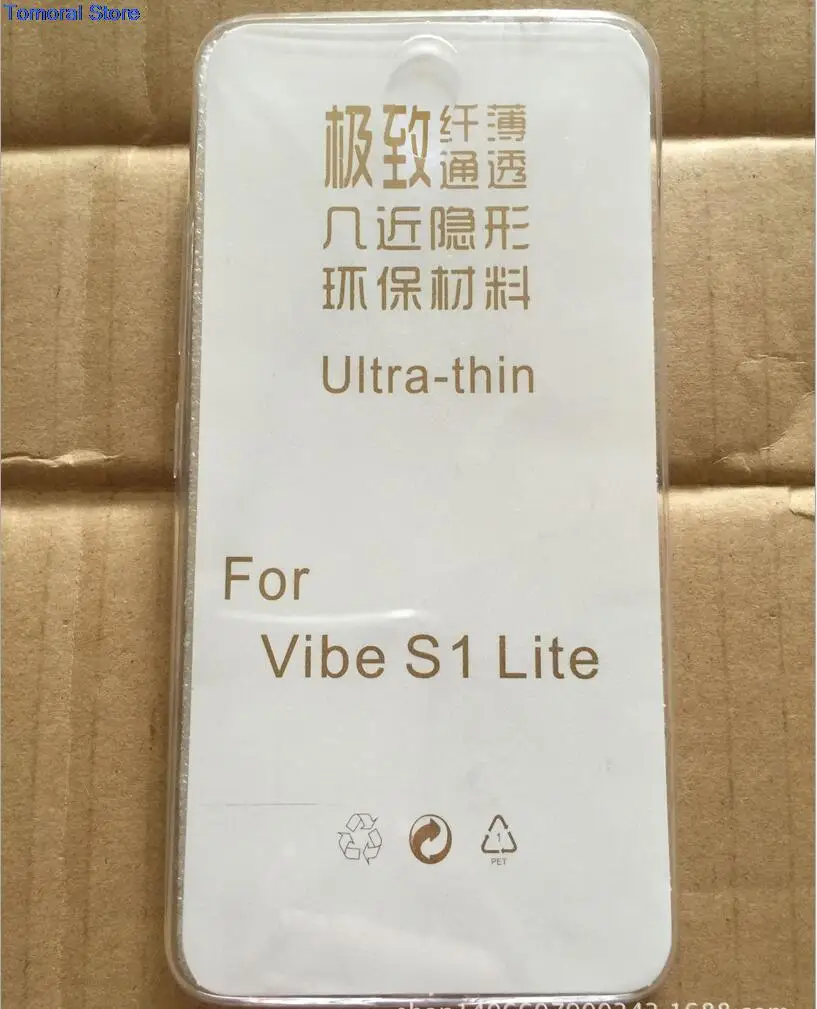 Tomoral Store
极致纤薄
通透
几近隐形
环保材料
Ultra-thin
For
Vibe S1 Lite
1
PET